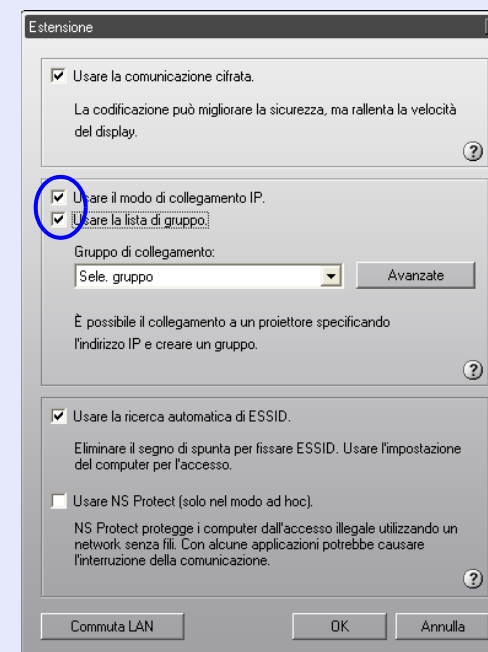 Estensione
Usare la comunicazione cifrata.
La codificazione può migliorare la sicurezza, ma rallenta la velocità
del display.
?
Usare il modo di collegamento IP.
Usare la lista di gruppo.
Gruppo di collegamento:
Sele. gruppo
Avanzate
È possibile il collegamento a un proiettore specificando
l'indirizzo IP e creare un gruppo.
?
Usare la ricerca automatica di ESSID.
Eliminare il segno di spunta per fissare ESSID. Usare l'impostazione
del computer per l'accesso.
Usare NS Protect (solo nel modo ad hoc).
NS Protect protegge i computer dall'accesso illegale utilizzando un
network senza fili. Con alcune applicazioni potrebbe causare
l'interruzione della comunicazione.
?
Commuta LAN
OK
Annulla